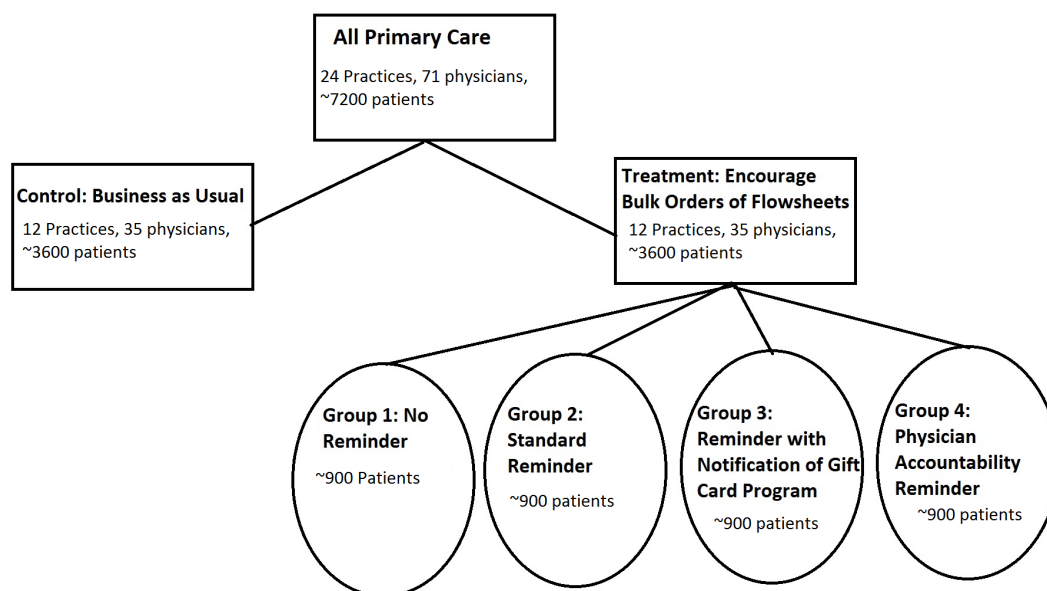 All Primary Care
24 Practices, 71 physicians,
~7200 patients
Control: Business as Usual
12 Practices, 35 physicians,
~3600 patients
Treatment: Encourage
Bulk Orders of Flowsheets
12 Practices, 35 physicians,
~3600 patients
Group 1: No
Reminder
~900 Patients
Group 2:
Standard
Reminder
~900 patients
Group 3:
Reminder with
Notification of Gift
Card Program
~900 patients
Group 4:
Physician
Accountability
Reminder
~900 patients